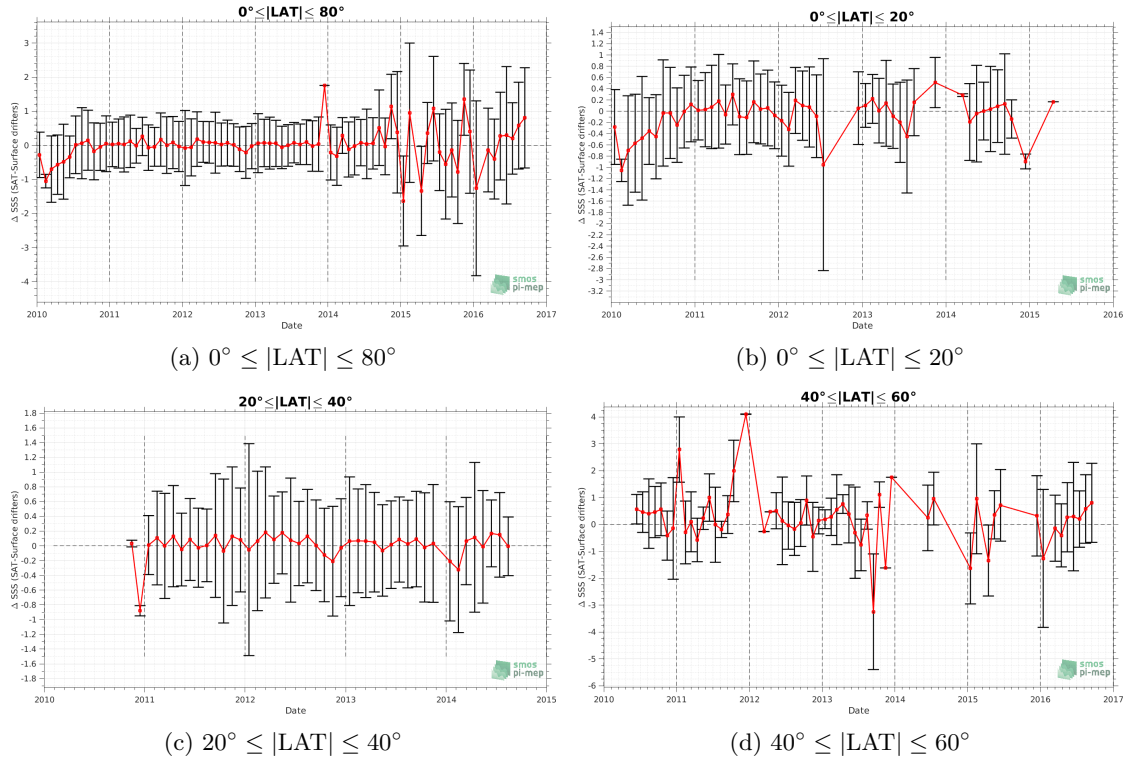 0°≤|LAT|≤ 80°
Δ SSS (SAT-Surface drifters)
3
2
1
0
-1
-2
-3
-4
2010 2011 2012 2013 2014 2015 2016 2017
Date
smos
pi-mep
(a) 0° ≤ |LAT| ≤ 80°
0°≤|LAT|≤ 20°
Δ SSS (SAT-Surface drifters)
1.4
1.2
1
0.8
0.6
0.4
0.2
0
-0.2
-0.4
-0.6
-0.8
-1
-1.2
-1.4
-1.6
-1.8
-2
-2.2
-2.4
-2.6
-2.8
-3
-3.2
2010 2011 2012 2013 2014 2015 2016
Date
smos
pi-mep
(b) 0° ≤ |LAT| ≤ 20°
20°≤|LAT|≤ 40°
Δ SSS (SAT-Surface drifters)
1.8
1.6
1.4
1.2
1
0.8
0.6
0.4
0.2
0
-0.2
-0.4
-0.6
-0.8
-1
-1.2
-1.4
-1.6
-1.8
2010 2011 2012 2013 2014 2015
Date
smos
pi-mep
(c) 20° ≤ |LAT| ≤ 40°
40°≤|LAT|≤ 60°
Δ SSS (SAT-Surface drifters)
4
3
2
1
0
-1
-2
-3
-4
-5
-6
2010 2011 2012 2013 2014 2015 2016 2017
Date
smos
pi-mep
(d) 40° ≤ |LAT| ≤ 60°